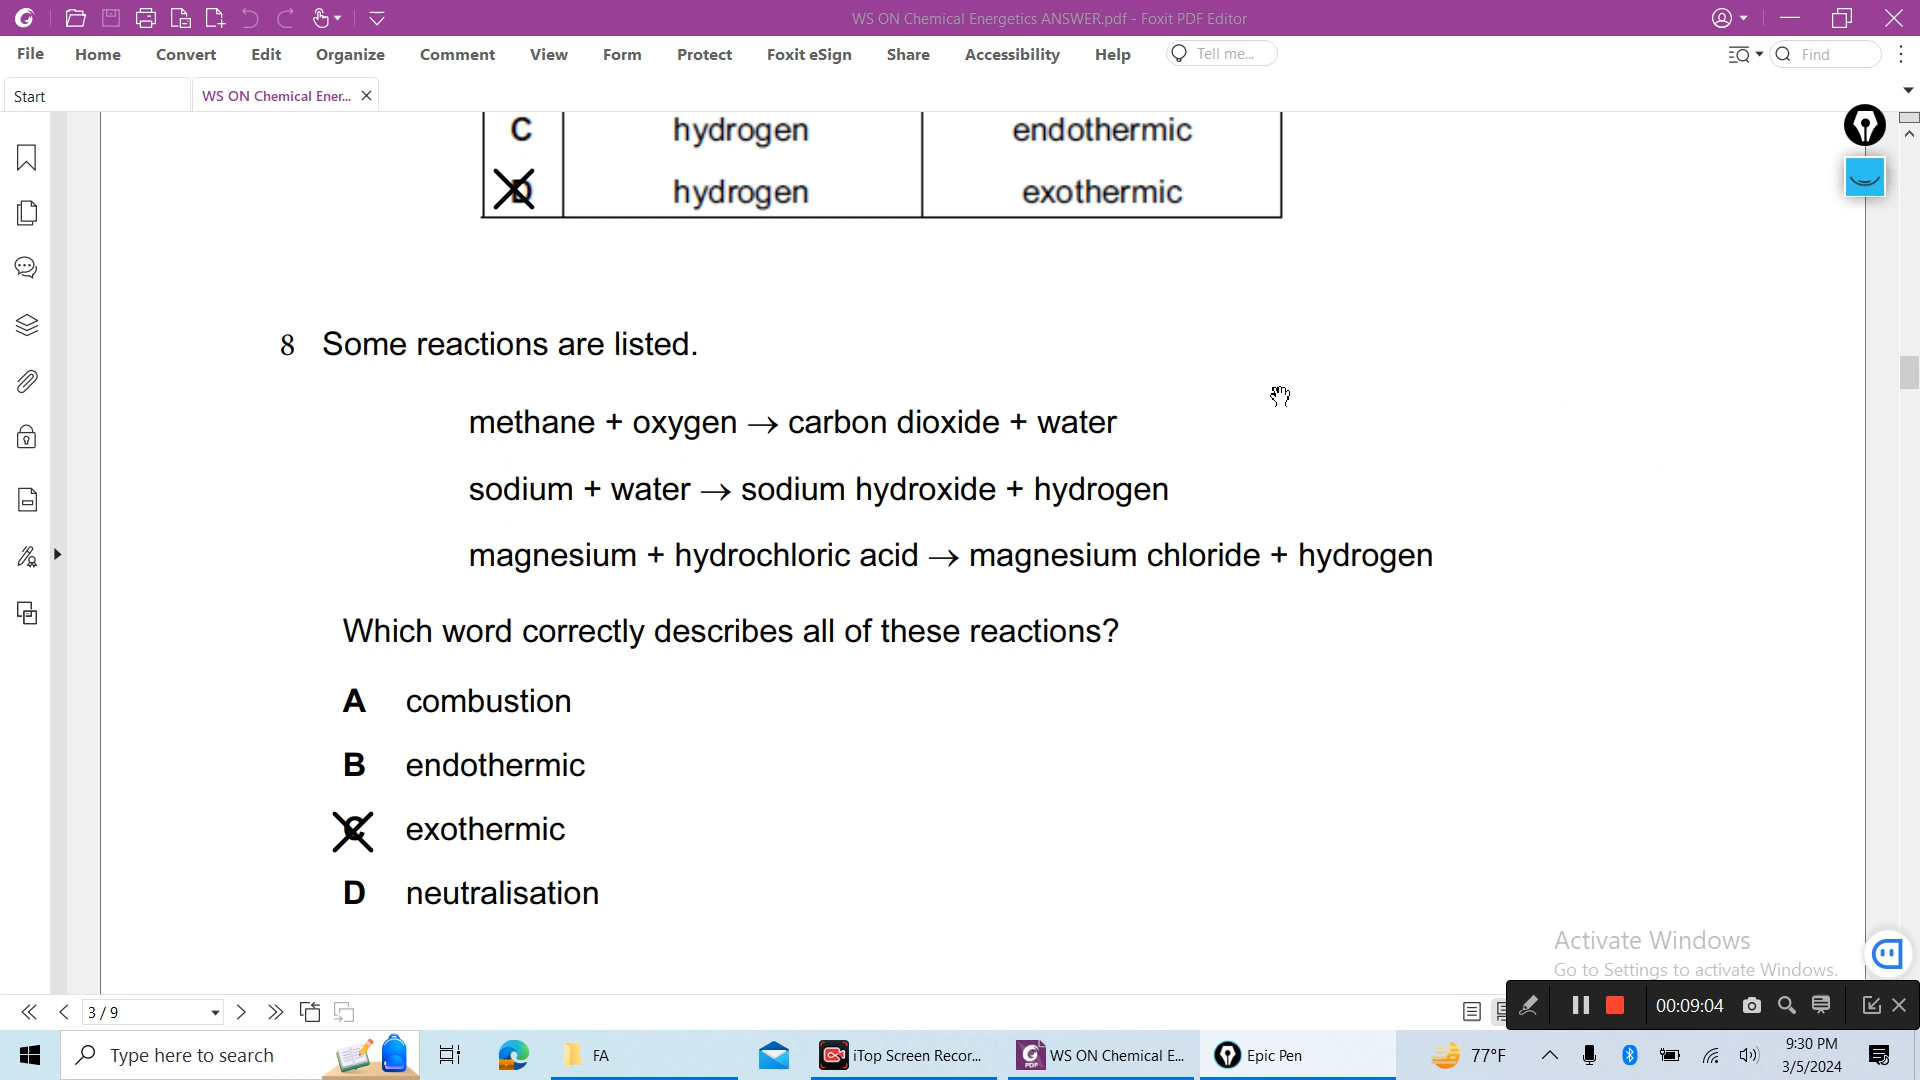 WS ON Chemical Energetics ANSWER.pdf - Foxit PDF Editor
File Home Convert Edit Organize Comment View Form Protect Foxit eSign Share Accessibility Help Tell me... Find
Start WS ON Chemical Ener...
C hydrogen endothermic
D hydrogen exothermic
8 Some reactions are listed.
methane + oxygen → carbon dioxide + water
sodium + water → sodium hydroxide + hydrogen
magnesium + hydrochloric acid → magnesium chloride + hydrogen
Which word correctly describes all of these reactions?
A combustion
B endothermic
C exothermic
D neutralisation
Activate Windows
Go to Settings to activate Windows.
3 / 9
00:09:04
Type here to search FA iTop Screen Recor... WS ON Chemical E... Epic Pen 77°F 9:30 PM
3/5/2024